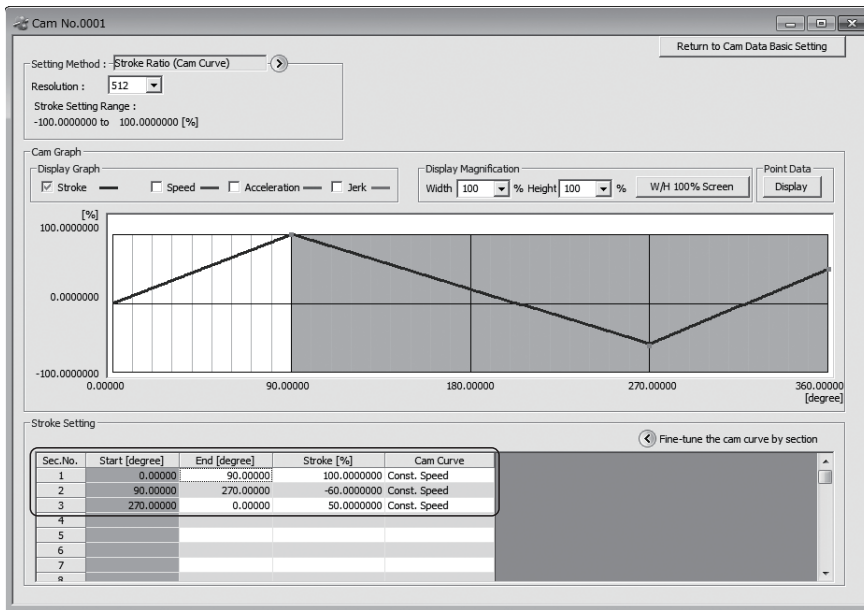 Cam No.0001
Return to Cam Data Basic Setting
Setting Method : Stroke Ratio (Cam Curve)
Resolution : 512
Stroke Setting Range :
-100.0000000 to 100.0000000 [%]
Cam Graph
Display Graph
Stroke Speed Acceleration Jerk
Display Magnification
Width 100 % Height 100 % W/H 100% Screen
Point Data
Display
[%]
100.0000000
0.0000000
-100.0000000
0.00000 90.00000 180.00000 270.00000 360.00000
[degree]
Stroke Setting
Fine-tune the cam curve by section
Sec.No. Start [degree] End [degree] Stroke [%] Cam Curve
1 0.00000 90.00000 100.0000000 Const. Speed
2 90.00000 270.00000 -60.0000000 Const. Speed
3 270.00000 0.00000 50.0000000 Const. Speed
4
5
6
7
8